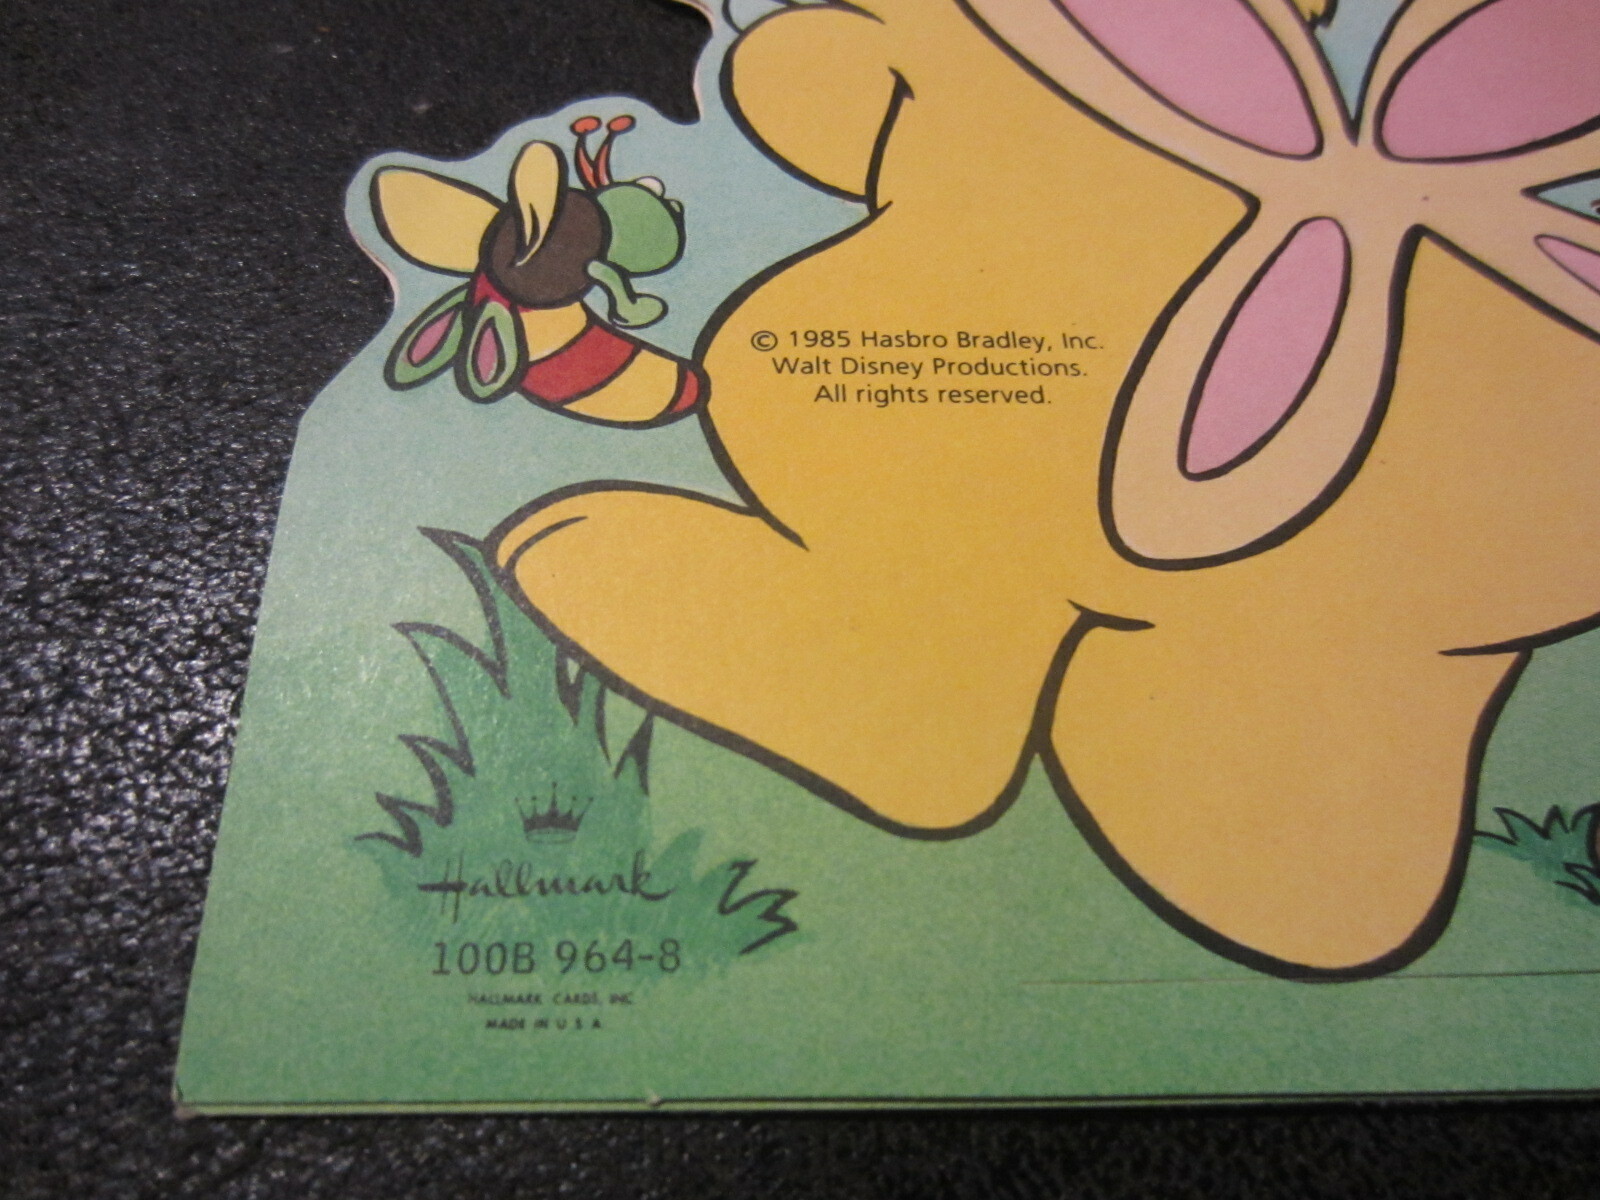 © 1985 Hasbro Bradley, Inc.
Walt Disney Productions.
All rights reserved.
Hallmark
100B 964-8
HALLMARK CARDS, INC
MADE IN U S A